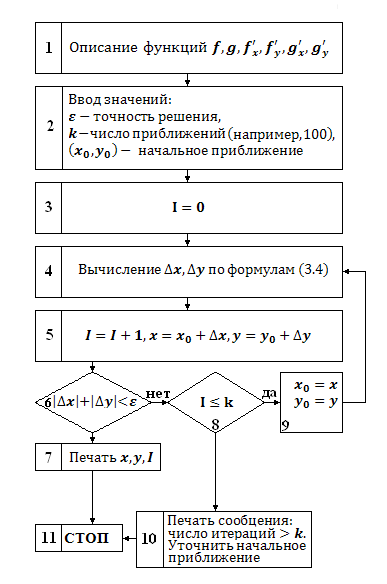 1 Описание функций f, g, f′ₓ, f′ᵧ, g′ₓ, g′ᵧ
2 Ввод значений:
ε − точность решения,
k − число приближений (например, 100),
(x₀, y₀) − начальное приближение
3 I = 0
4 Вычисление Δx, Δy по формулам (3.4)
5 I = I + 1, x = x₀ + Δx, y = y₀ + Δy
6 |Δx|+|Δy|<ε
нет
I ≤ k
8
да
x₀ = x
y₀ = y
9
7 Печать x, y, I
11 СТОП
10 Печать сообщения:
число итераций > k.
Уточнить начальное
приближение